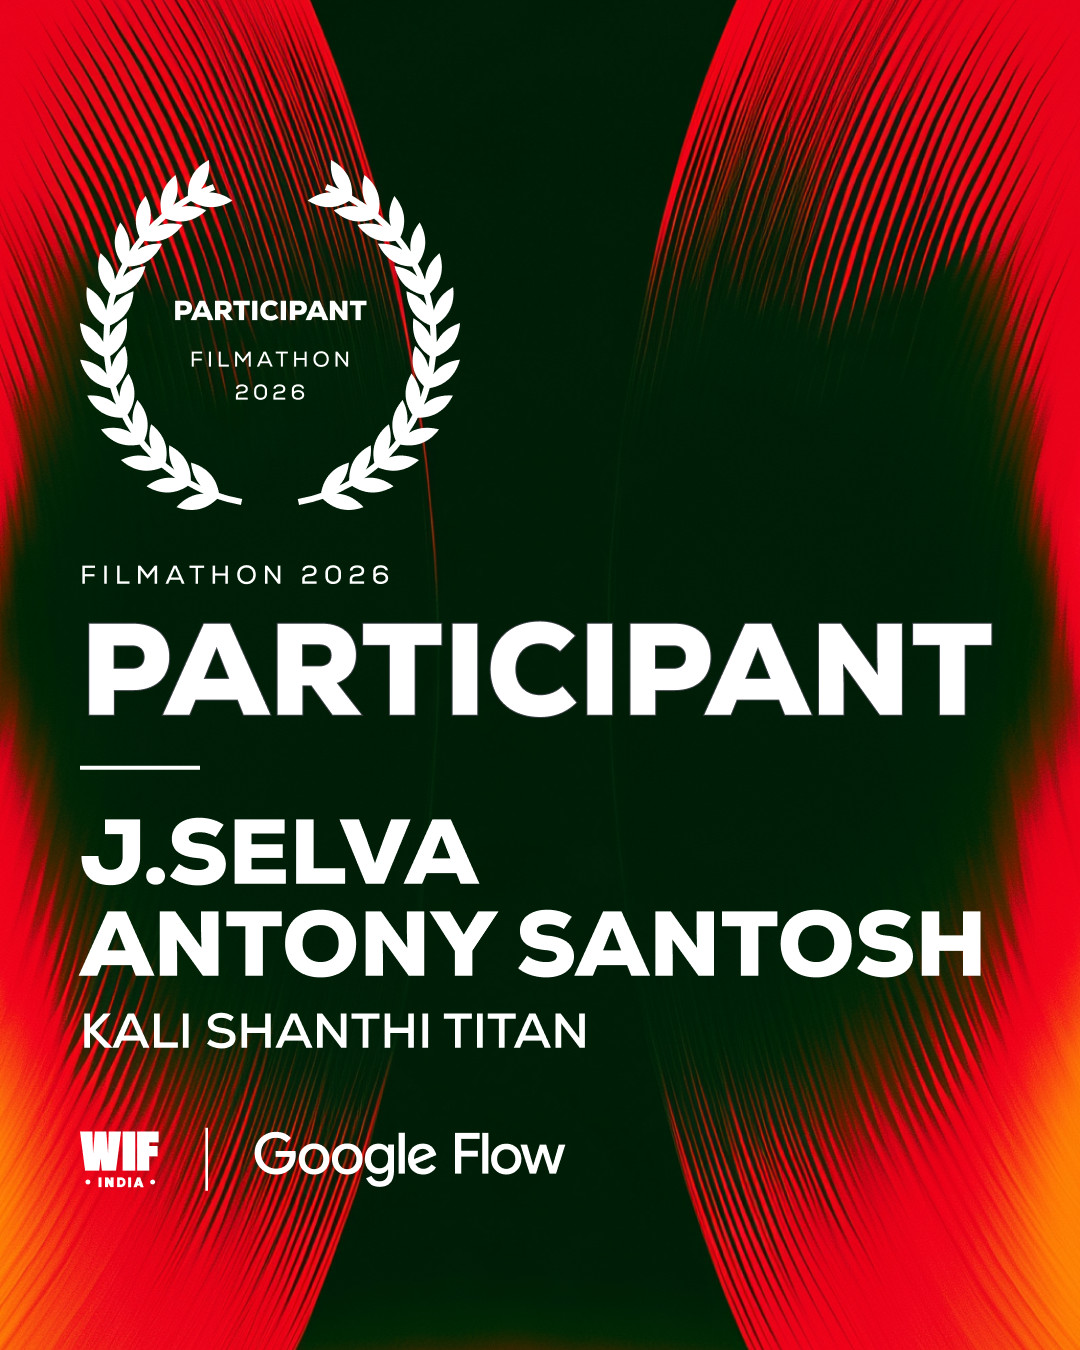 PARTICIPANT
FILMATHON
2026
FILMATHON 2026
PARTICIPANT
J.SELVA
ANTONY SANTOSH
KALI SHANTHI TITAN
WIF
• INDIA •
Google Flow